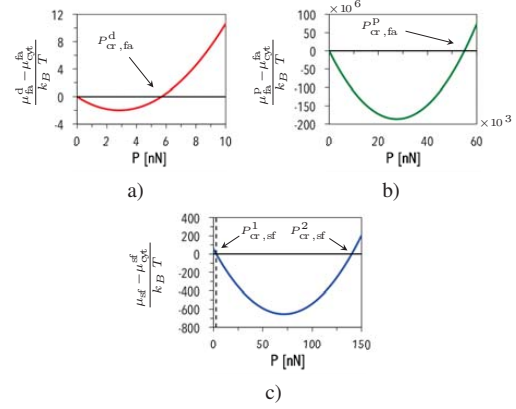 12
8
4
0
-4
0 2 4 6 8 10
P [nN]
μ^d_fa − μ^fa_cyt
k_B T
P^d_cr,fa
a)
×10^6
100
50
0
-50
-100
-150
-200
0 20 40 60
×10^3
P [nN]
μ^p_fa − μ^fa_cyt
k_B T
P^p_cr,fa
b)
400
200
0
-200
-400
-600
-800
0 50 100 150
P [nN]
μ_sf − μ^sf_cyt
k_B T
P^1_cr,sf P^2_cr,sf
c)